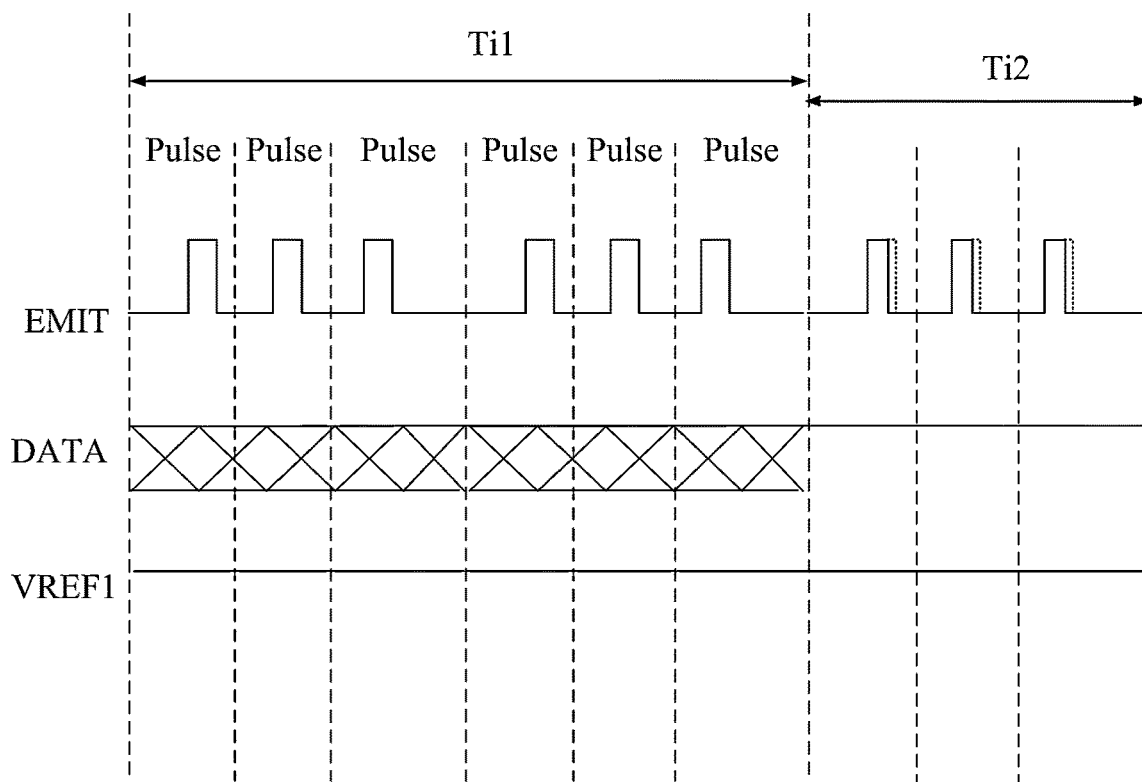 Ti1
Ti2
Pulse Pulse Pulse Pulse Pulse Pulse
EMIT
DATA
VREF1